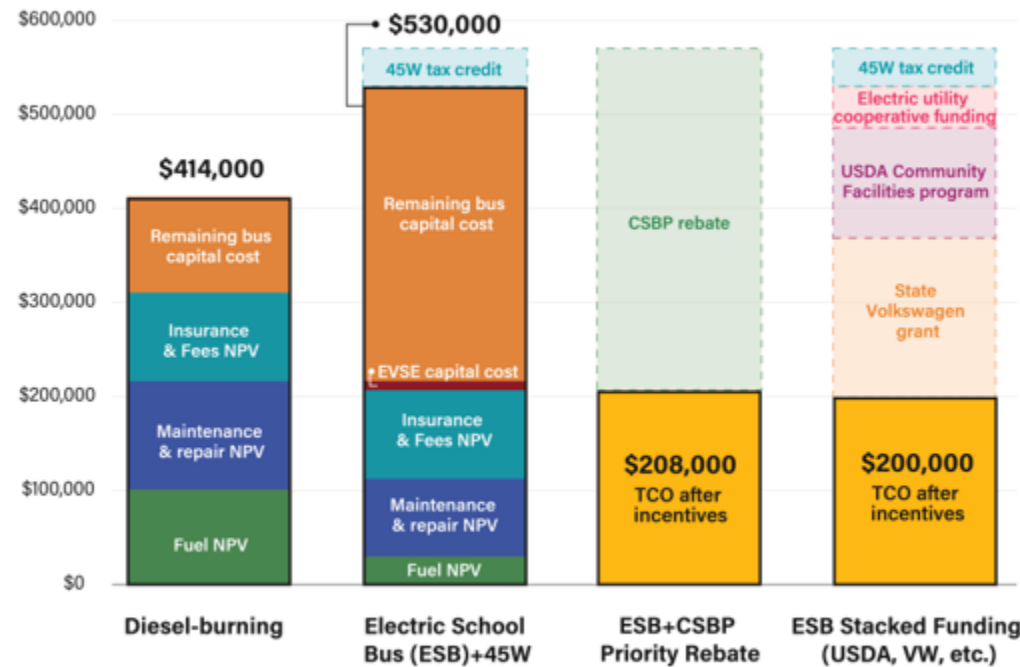 $600,000
$500,000
$400,000
$300,000
$200,000
$100,000
$0
$414,000
Remaining bus
capital cost
Insurance
& Fees NPV
Maintenance
& repair NPV
Fuel NPV
Diesel-burning
$530,000
45W tax credit
Remaining bus
capital cost
EVSE capital cost
Insurance
& Fees NPV
Maintenance
& repair NPV
Fuel NPV
Electric School
Bus (ESB)+45W
CSBP rebate
$208,000
TCO after
incentives
ESB+CSBP
Priority Rebate
45W tax credit
Electric utility
cooperative funding
USDA Community
Facilities program
State
Volkswagen
grant
$200,000
TCO after
incentives
ESB Stacked Funding
(USDA, VW, etc.)